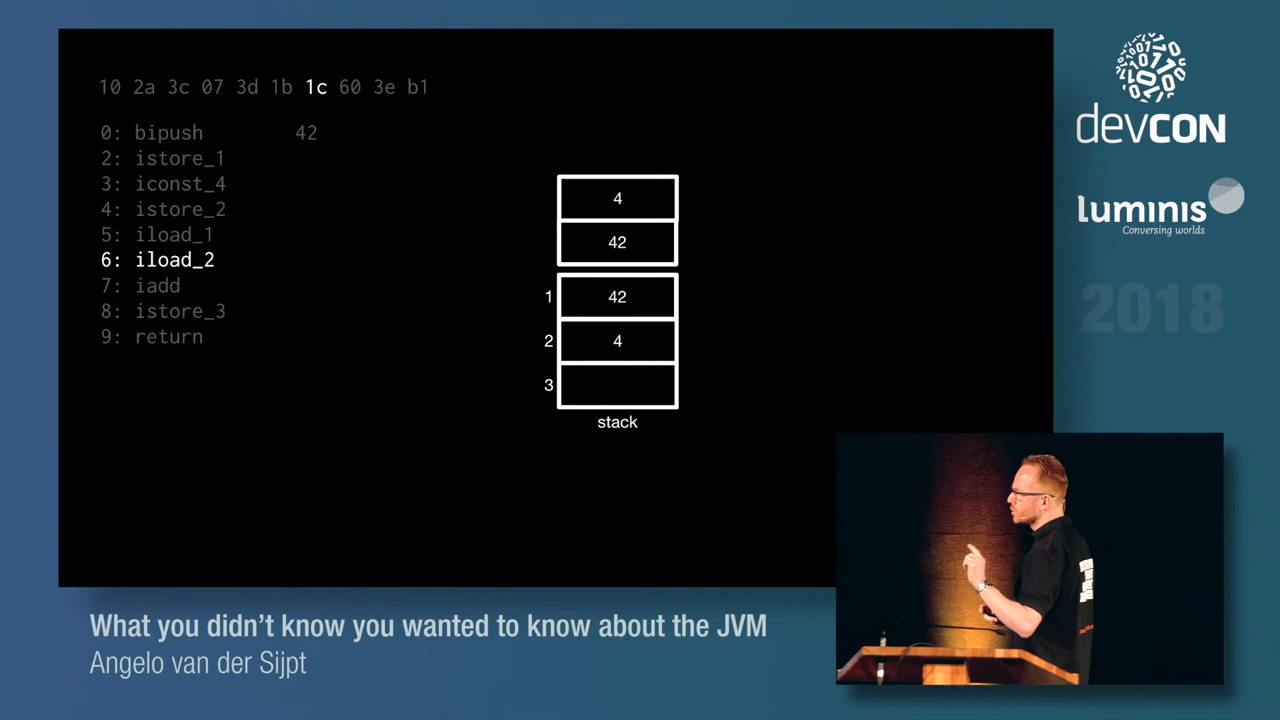 10 2a 3c 07 3d 1b 1c 60 3e b1
0: bipush 42
2: istore_1
3: iconst_4
4: istore_2
5: iload_1
6: iload_2
7: iadd
8: istore_3
9: return
4
42
1 42
2 4
3
stack
devCON
luminis
Conversing worlds
2018
What you didn't know you wanted to know about the JVM
Angelo van der Sijpt